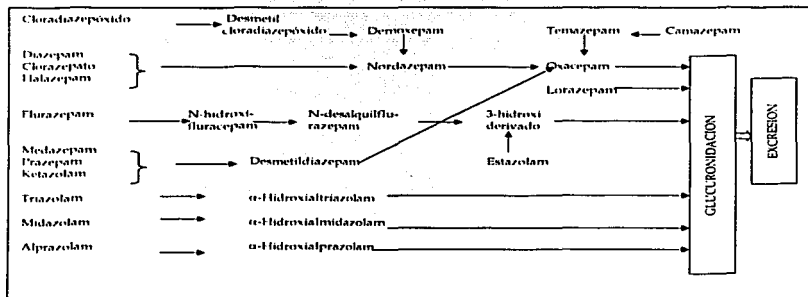 Cloradiazepóxido
Desmetil
cloradiazepóxido
Demoxepam
Temazepam
Camazepam
Diazepam
Clorazepato
Halazepam
Nordazepam
Oxacepam
Lorazepam
Flurazepam
N-hidroxi-
fluracepam
N-desalquilflu-
razepam
3-hidroxi
derivado
Medazepam
Prazepam
Ketazolam
Desmetildiazepam
Estazolam
Triazolam
α-Hidroxialtriazolam
Midazolam
α-Hidroxialmidazolam
Alprazolam
α-Hidroxialprazolam
GLUCURONIDACION
EXCRESION